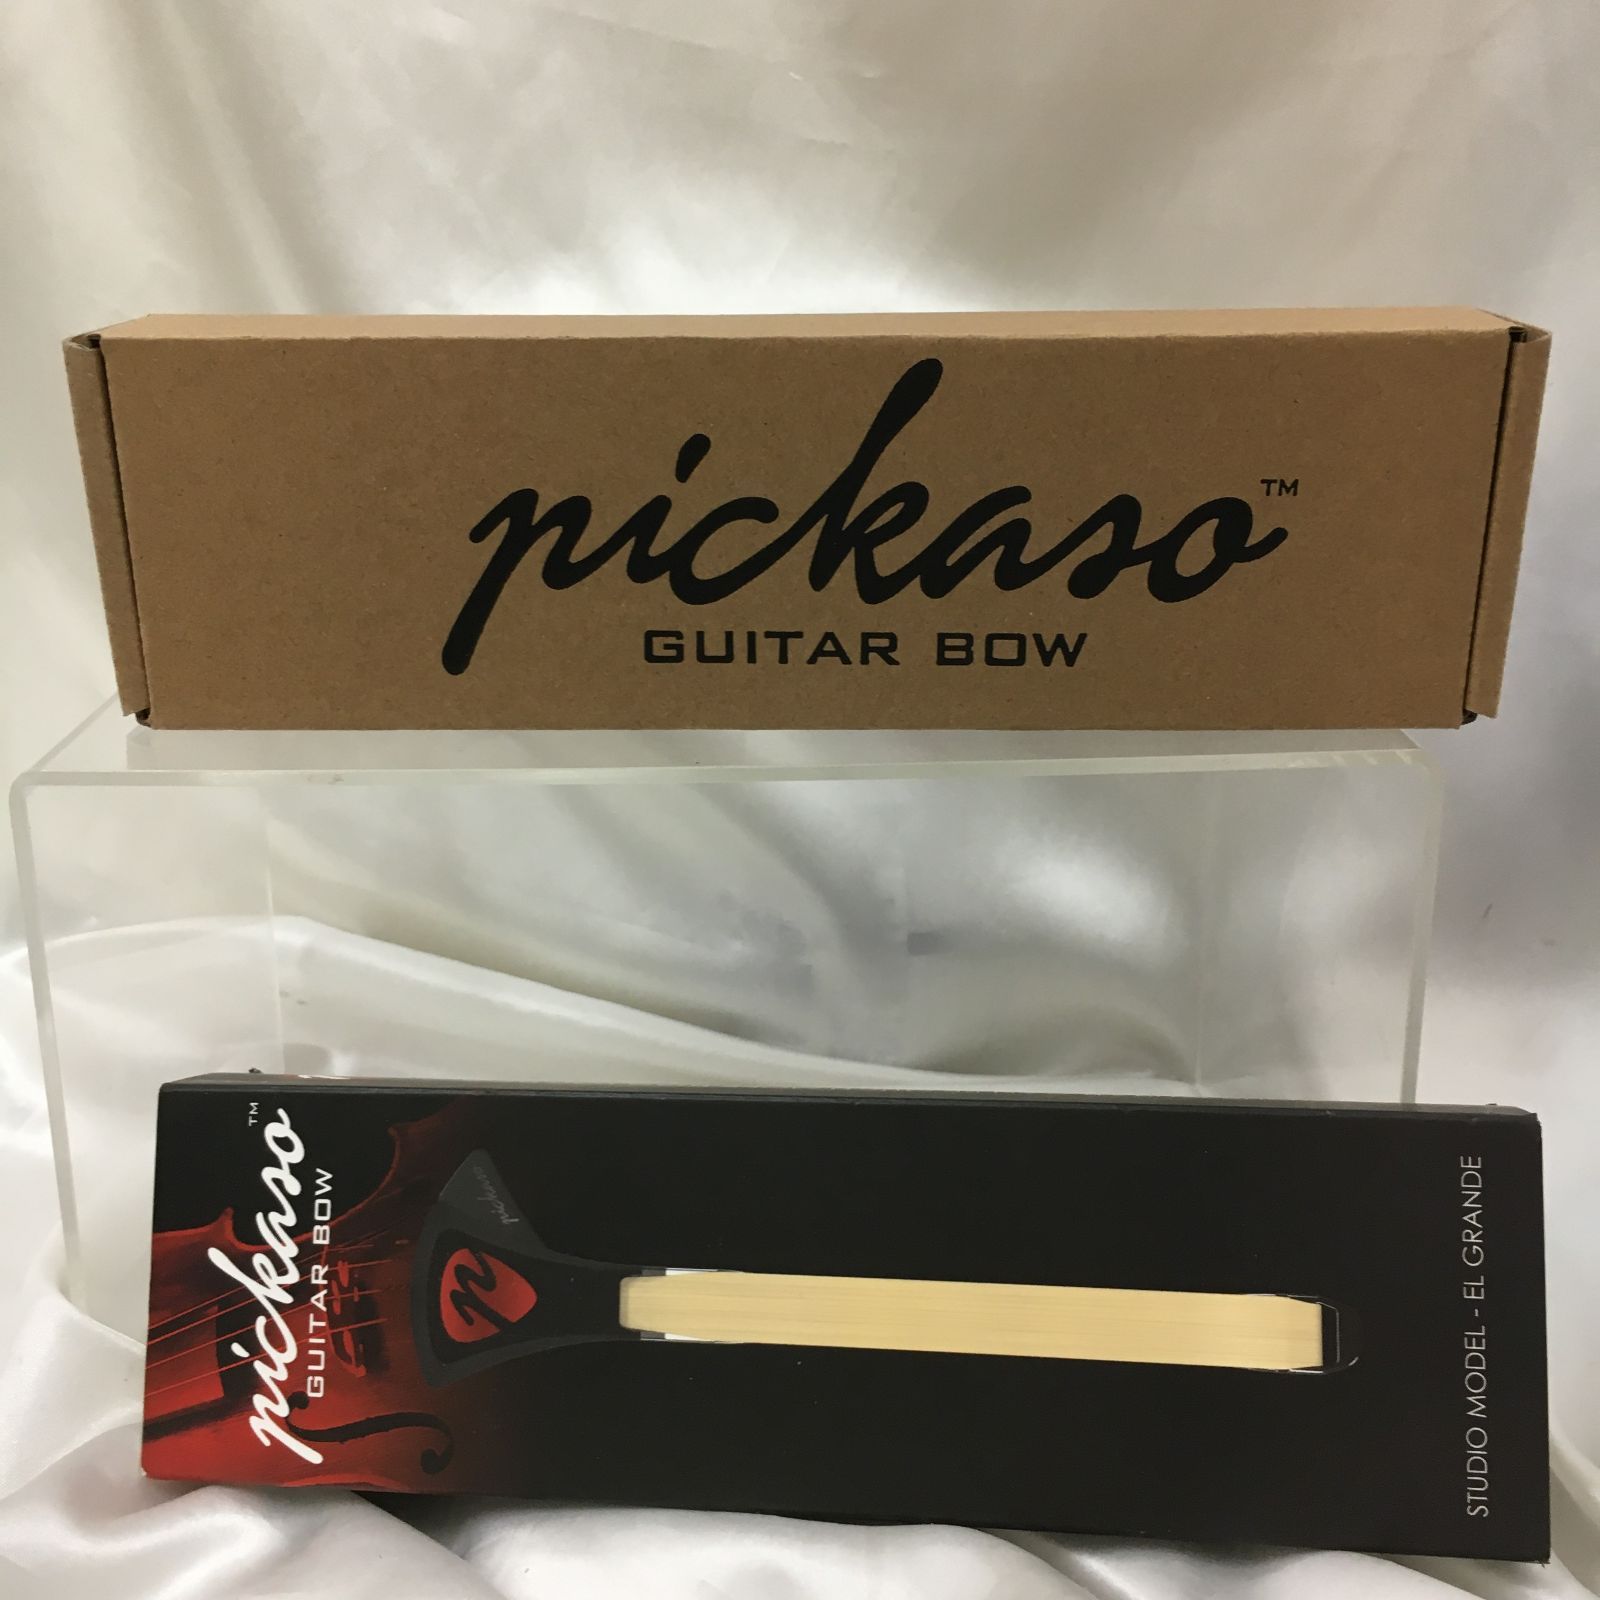 pickaso™
GUITAR BOW
pickaso™
GUITAR BOW
pickaso
p
STUDIO MODEL - EL GRANDE